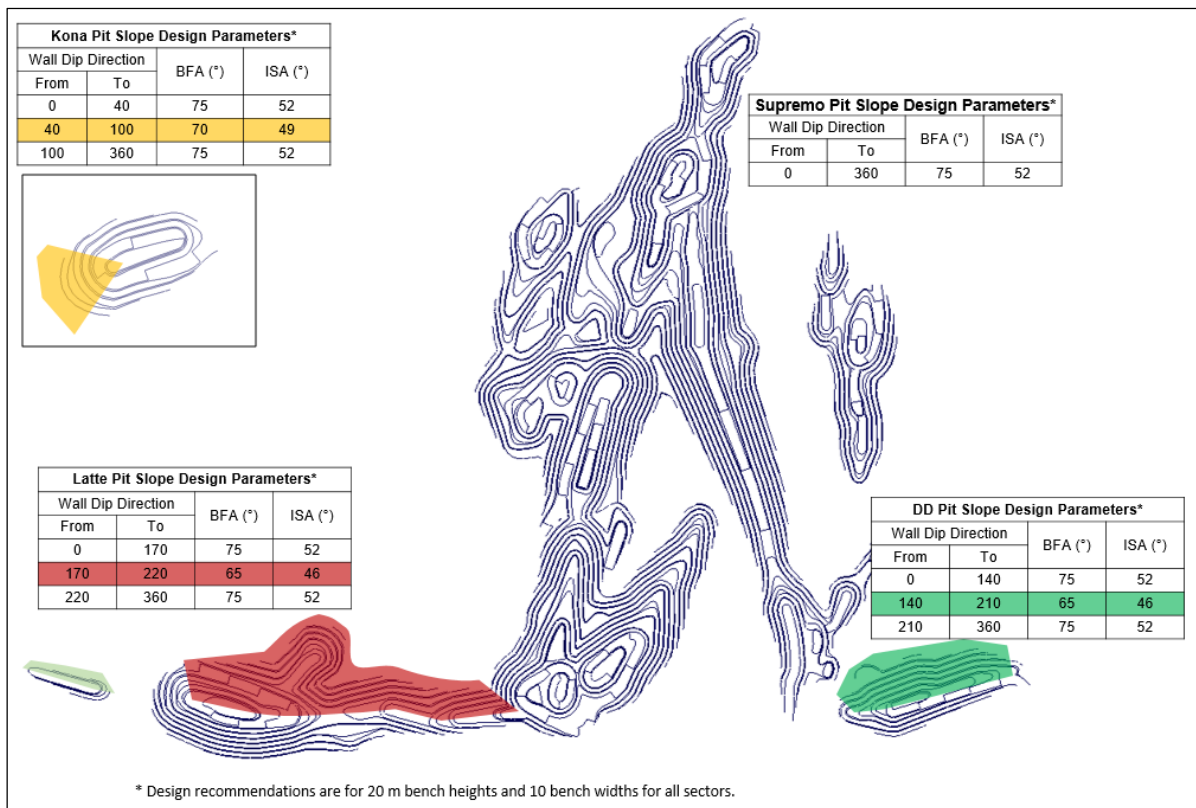 Kona Pit Slope Design Parameters*
Wall Dip Direction BFA (°) ISA (°)
From To
0 40 75 52
40 100 70 49
100 360 75 52
Supremo Pit Slope Design Parameters*
Wall Dip Direction BFA (°) ISA (°)
From To
0 360 75 52
Latte Pit Slope Design Parameters*
Wall Dip Direction BFA (°) ISA (°)
From To
0 170 75 52
170 220 65 46
220 360 75 52
DD Pit Slope Design Parameters*
Wall Dip Direction BFA (°) ISA (°)
From To
0 140 75 52
140 210 65 46
210 360 75 52
* Design recommendations are for 20 m bench heights and 10 bench widths for all sectors.